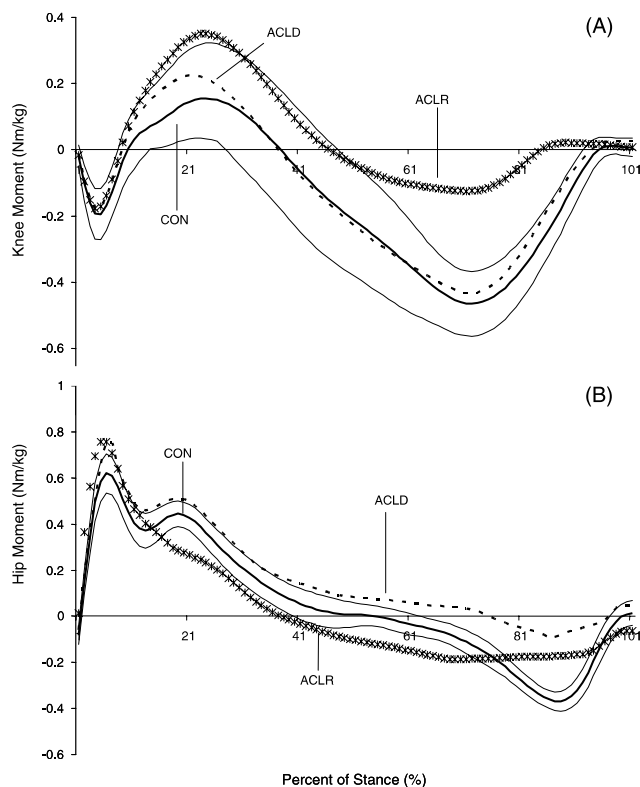 (A)
0.4
0.2
0
-0.2
-0.4
-0.6
Knee Moment (Nm/kg)
ACLD
ACLR
CON
21
41
61
81
101
(B)
1
0.8
0.6
0.4
0.2
0
-0.2
-0.4
-0.6
Hip Moment (Nm/kg)
CON
ACLD
ACLR
21
41
61
81
101
Percent of Stance (%)